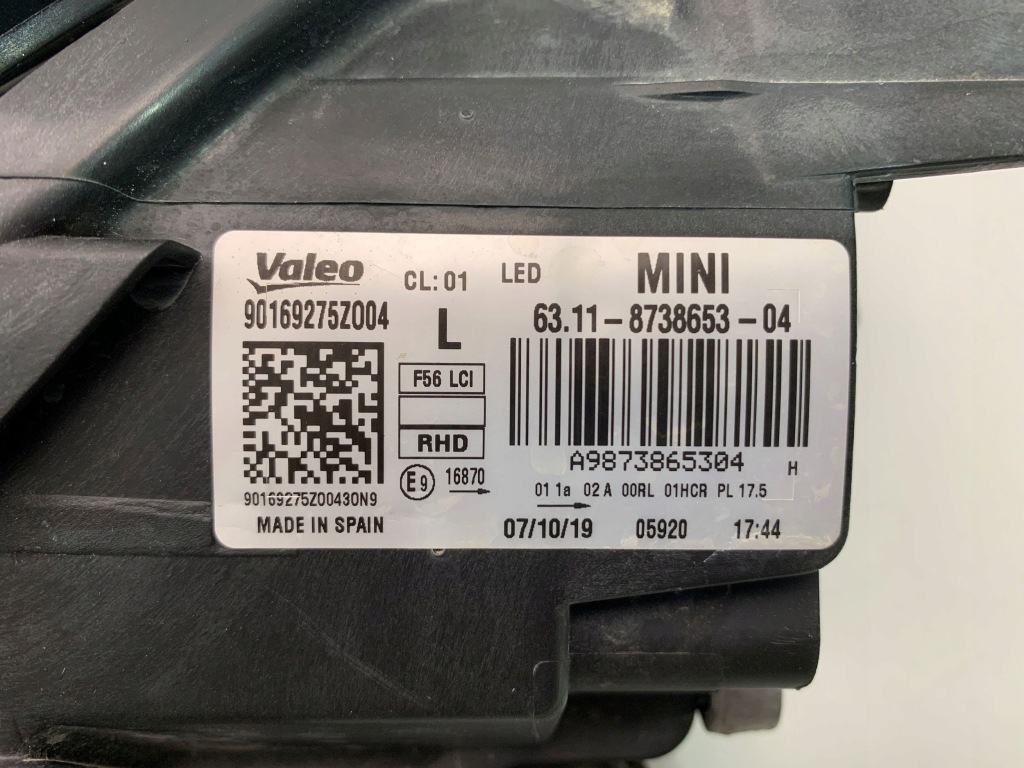 Valeo CL: 01 LED MINI
90169275Z004 L 63.11-8738653-04
F56 LCI
RHD
A9873865304 H
E9 16870
01 1a 02 A 00RL 01HCR PL 17.5
90169275Z00430N9
MADE IN SPAIN 07/10/19 05920 17:44